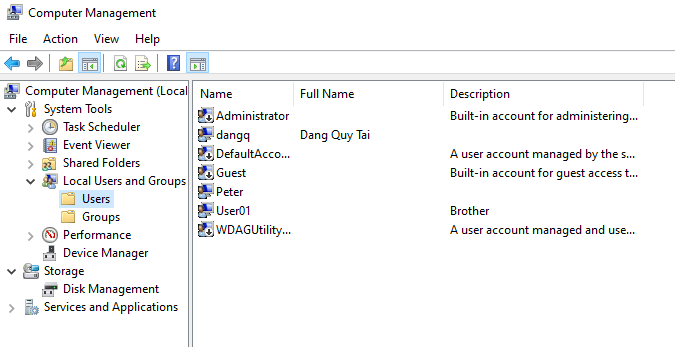 Computer Management
File Action View Help
Computer Management (Local
System Tools
Task Scheduler
Event Viewer
Shared Folders
Local Users and Groups
Users
Groups
Performance
Device Manager
Storage
Disk Management
Services and Applications
Name Full Name Description
Administrator Built-in account for administering...
dangq Dang Quy Tai
DefaultAcco... A user account managed by the s...
Guest Built-in account for guest access t...
Peter
User01 Brother
WDAGUtility... A user account managed and use...